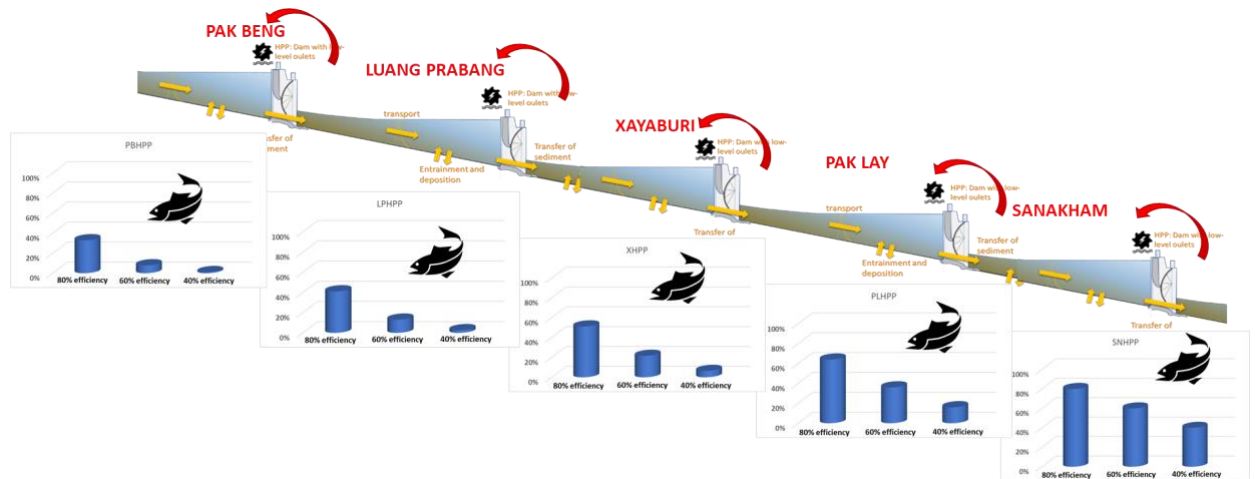 PAK BENG
HPP: Dam with low-
level oulets
LUANG PRABANG
HPP: Dam with low-
level oulets
XAYABURI
HPP: Dam with low-
level oulets
PAK LAY
HPP: Dam with low-
level oulets
SANAKHAM
HPP: Dam with low-
level oulets
transport
Transfer of
sediment
Entrainment and
deposition
Transfer of
transport
Transfer of
sediment
Entrainment and
deposition
Transfer of
PBHPP
100%
80%
60%
40%
20%
0%
80% efficiency 60% efficiency 40% efficiency
LPHPP
100%
80%
60%
40%
20%
0%
80% efficiency 60% efficiency 40% efficiency
XHPP
100%
80%
60%
40%
20%
0%
80% efficiency 60% efficiency 40% efficiency
PLHPP
100%
80%
60%
40%
20%
0%
80% efficiency 60% efficiency 40% efficiency
SNHPP
100%
80%
60%
40%
20%
0%
80% efficiency 60% efficiency 40% efficiency